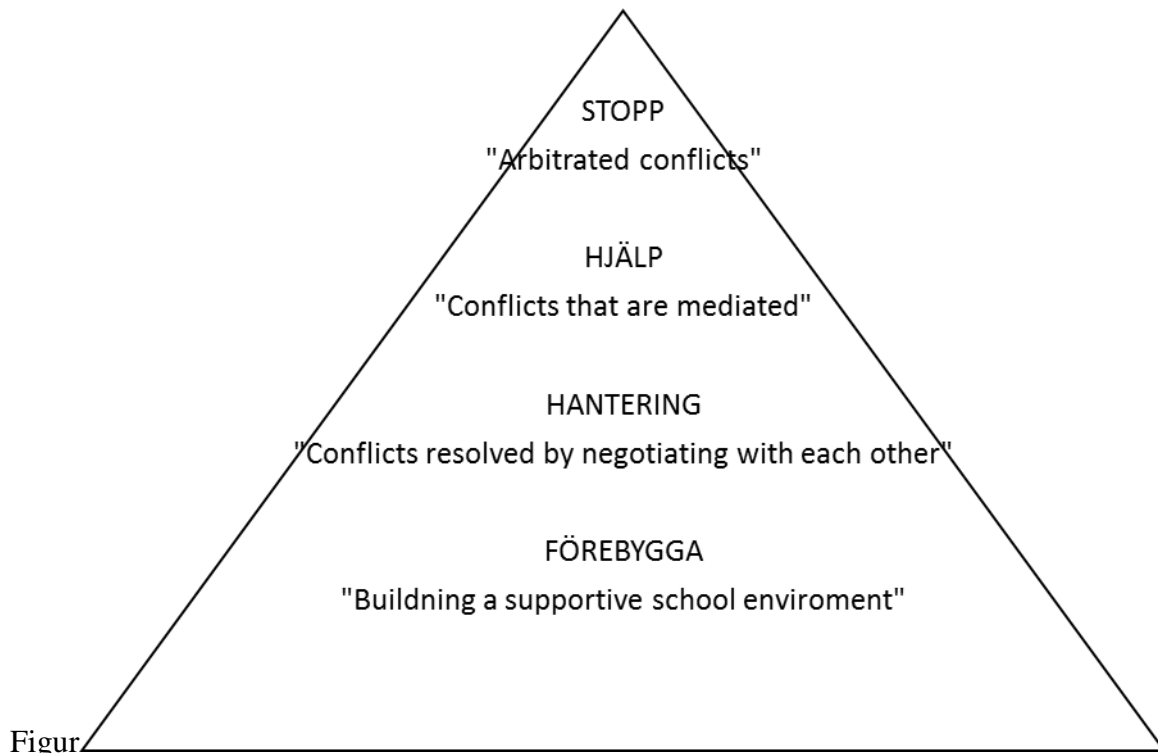 STOPP
"Arbitrated conflicts"
HJÄLP
"Conflicts that are mediated"
HANTERING
"Conflicts resolved by negotiating with each other"
FÖREBYGGA
"Buildning a supportive school enviroment"
Figur